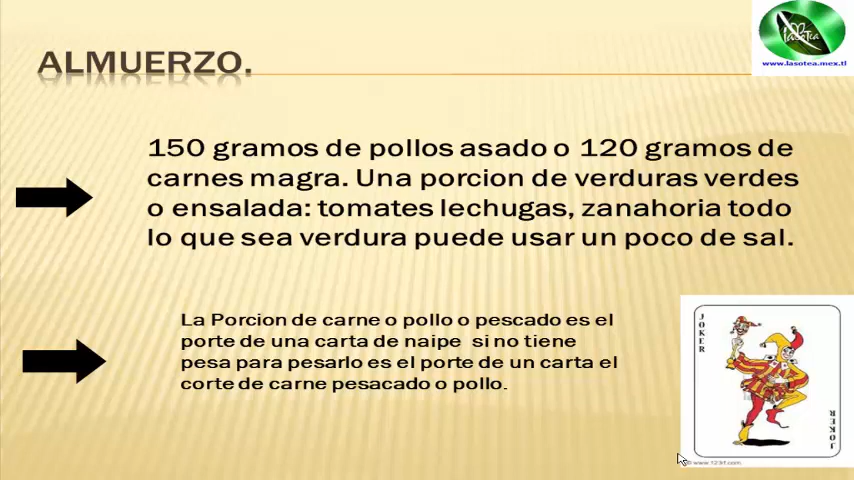 ALMUERZO.
www.lasotea.mex.tl
150 gramos de pollos asado o 120 gramos de
carnes magra. Una porcion de verduras verdes
o ensalada: tomates lechugas, zanahoria todo
lo que sea verdura puede usar un poco de sal.
La Porcion de carne o pollo o pescado es el
porte de una carta de naipe si no tiene
pesa para pesarlo es el porte de un carta el
corte de carne pesacado o pollo.
JOKER
JOKER